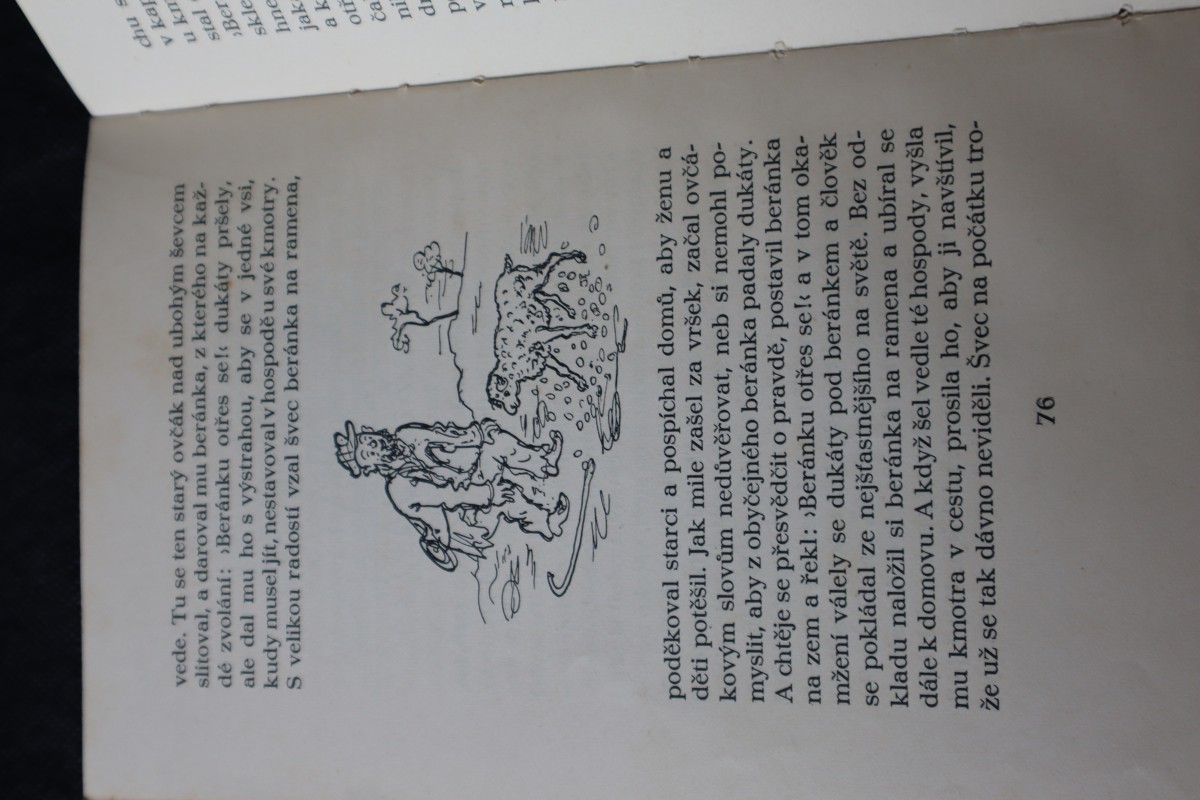 vede. Tu se ten starý ovčák nad ubohým ševcem
slitoval, a daroval mu beránka, z kterého na kaž-
dé zvolání: ›Beránku otřes se!‹ dukáty pršely,
ale dal mu ho s výstrahou, aby se v jedné vsi,
kudy musel jít, nestavoval v hospodě u své kmotry.
S velikou radostí vzal švec beránka na ramena,
poděkoval starci a pospíchal domů, aby ženu a
děti potěšil. Jak mile zašel za vršek, začal ovčá-
kovým slovům nedůvěřovat, neb si nemohl po-
myslit, aby z obyčejného beránka padaly dukáty.
A chtěje se přesvědčit o pravdě, postavil beránka
na zem a řekl: ›Beránku otřes se!‹ a v tom oka-
mžení válely se dukáty pod beránkem a člověk
se pokládal ze nejšťastnějšího na světě. Bez od-
kladu naložil si beránka na ramena a ubíral se
dále k domovu. A když šel vedle té hospody, vyšla
mu kmotra v cestu, prosila ho, aby ji navštívil,
že už se tak dávno neviděli. Švec na počátku tro-
76
chu
v
u
stal